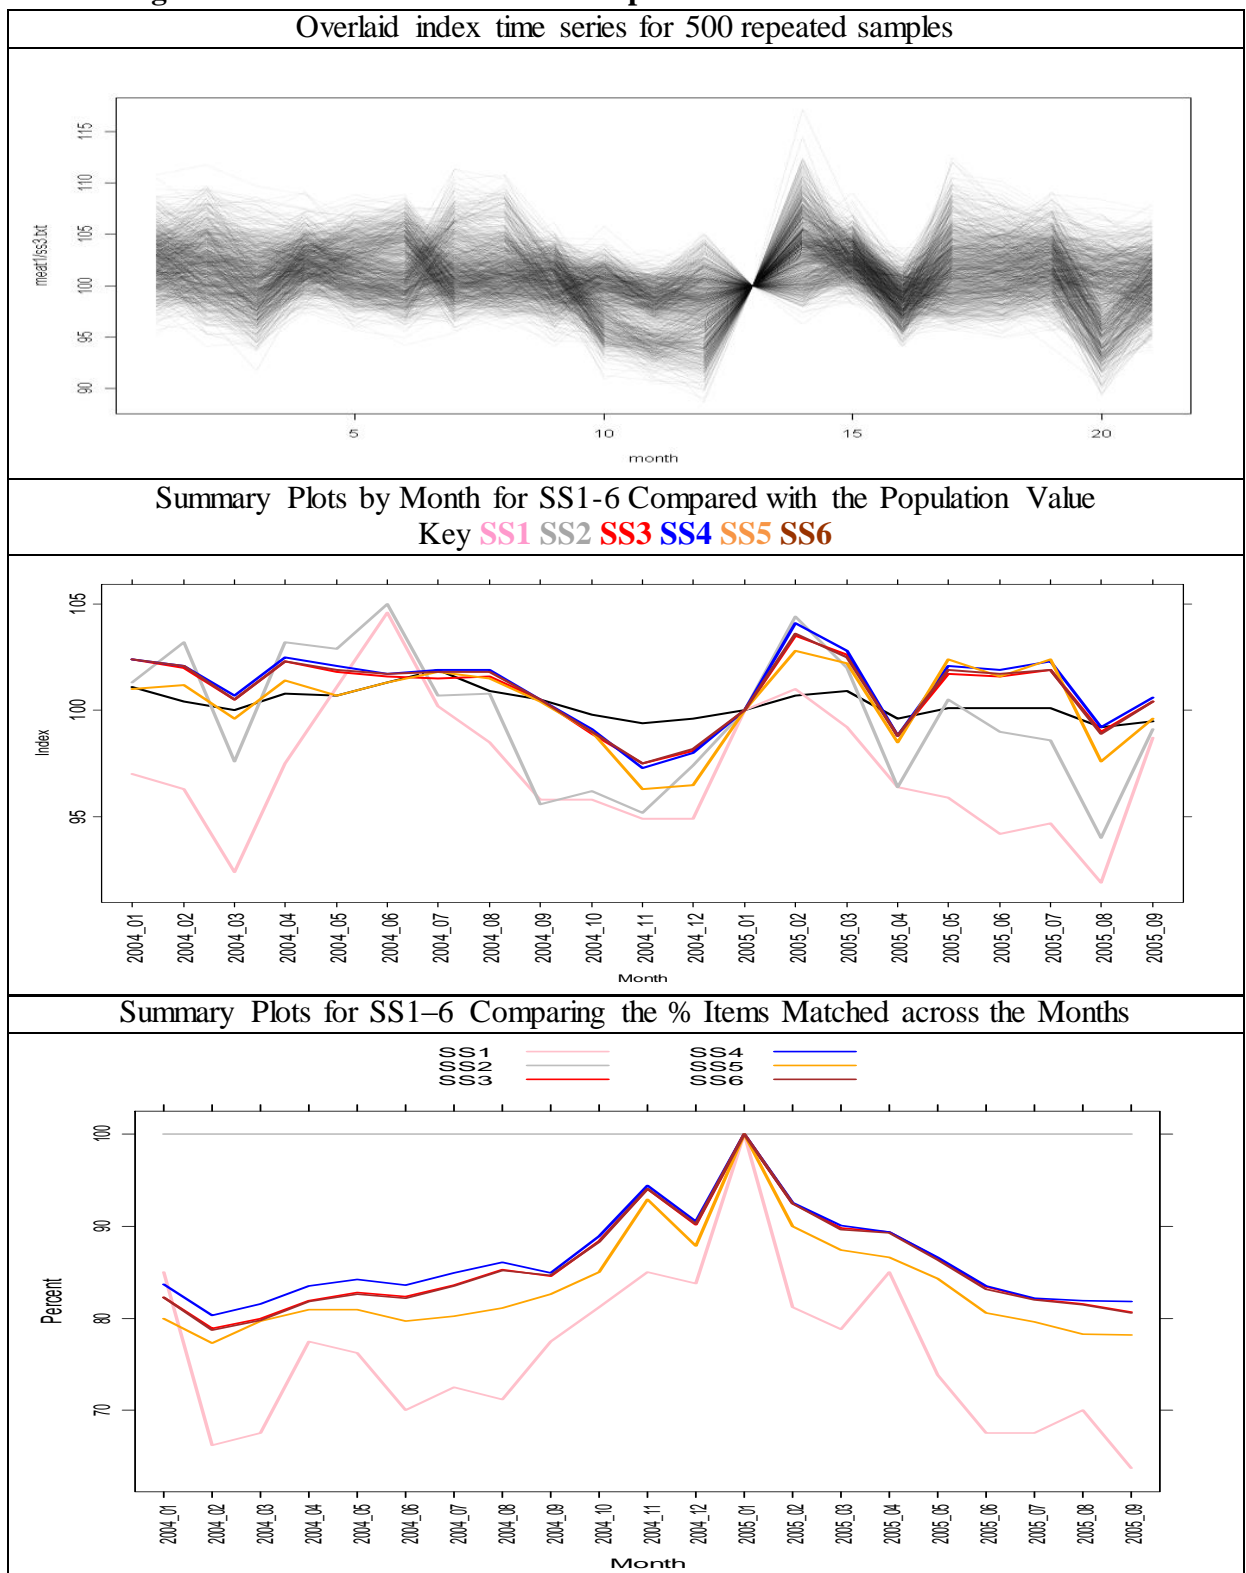 Overlaid index time series for 500 repeated samples
115
110
105
100
95
90
meat1/ss3.txt
5 10 15 20
month
Summary Plots by Month for SS1-6 Compared with the Population Value
Key SS1 SS2 SS3 SS4 SS5 SS6
105
100
95
Index
2004_01 2004_02 2004_03 2004_04 2004_05 2004_06 2004_07 2004_08 2004_09 2004_10 2004_11 2004_12 2005_01 2005_02 2005_03 2005_04 2005_05 2005_06 2005_07 2005_08 2005_09
Month
Summary Plots for SS1–6 Comparing the % Items Matched across the Months
SS1 SS4
SS2 SS5
SS3 SS6
100
90
80
70
Percent
2004_01 2004_02 2004_03 2004_04 2004_05 2004_06 2004_07 2004_08 2004_09 2004_10 2004_11 2004_12 2005_01 2005_02 2005_03 2005_04 2005_05 2005_06 2005_07 2005_08 2005_09
Month